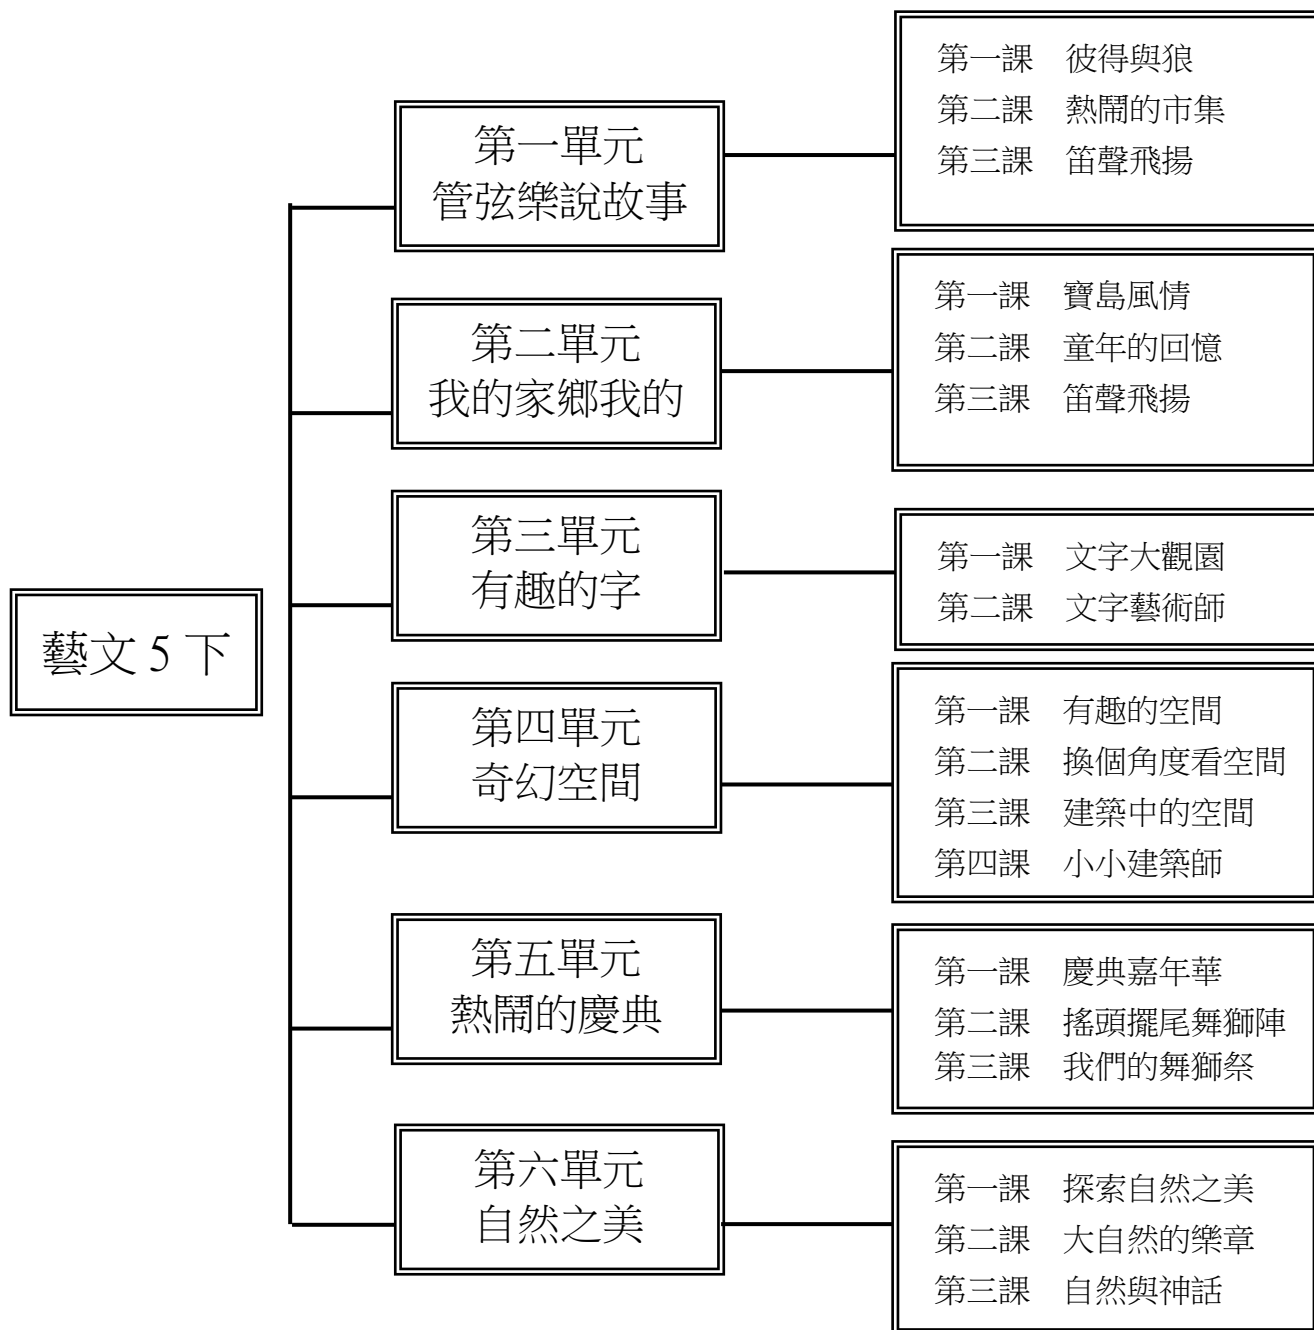 藝文 5 下
第一單元
管弦樂說故事
第一課　彼得與狼
第二課　熱鬧的市集
第三課　笛聲飛揚
第二單元
我的家鄉我的
第一課　寶島風情
第二課　童年的回憶
第三課　笛聲飛揚
第三單元
有趣的字
第一課　文字大觀園
第二課　文字藝術師
第四單元
奇幻空間
第一課　有趣的空間
第二課　換個角度看空間
第三課　建築中的空間
第四課　小小建築師
第五單元
熱鬧的慶典
第一課　慶典嘉年華
第二課　搖頭擺尾舞獅陣
第三課　我們的舞獅祭
第六單元
自然之美
第一課　探索自然之美
第二課　大自然的樂章
第三課　自然與神話